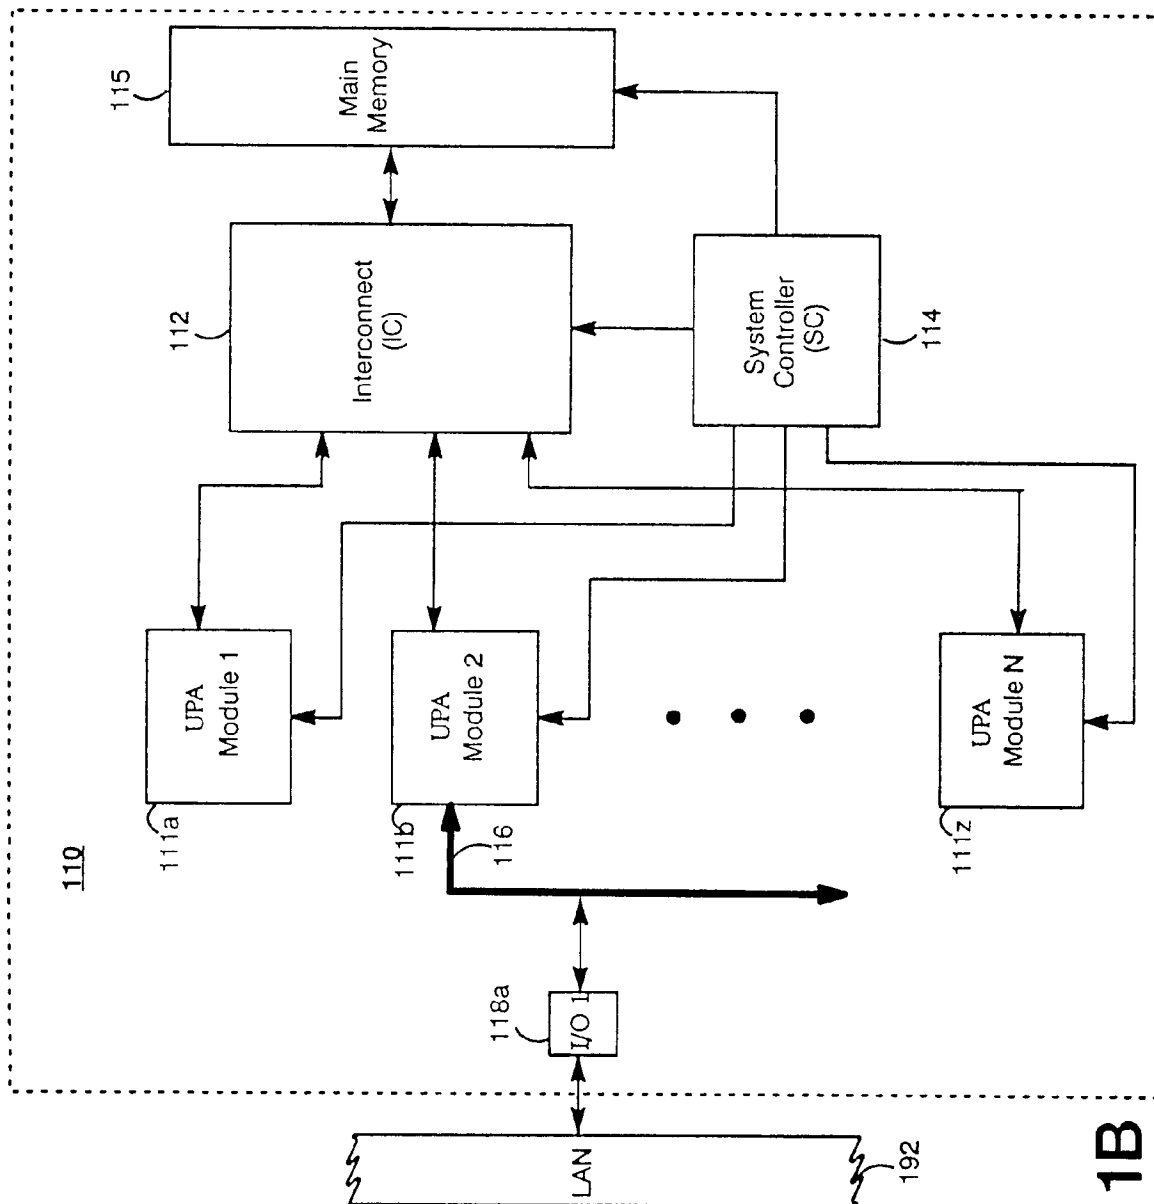 110
115
Main
Memory
112
Interconnect
(IC)
System
Controller
(SC)
114
UPA
Module 1
111a
UPA
Module 2
111b
116
UPA
Module N
111z
118a
I/O 1
LAN
192
1B